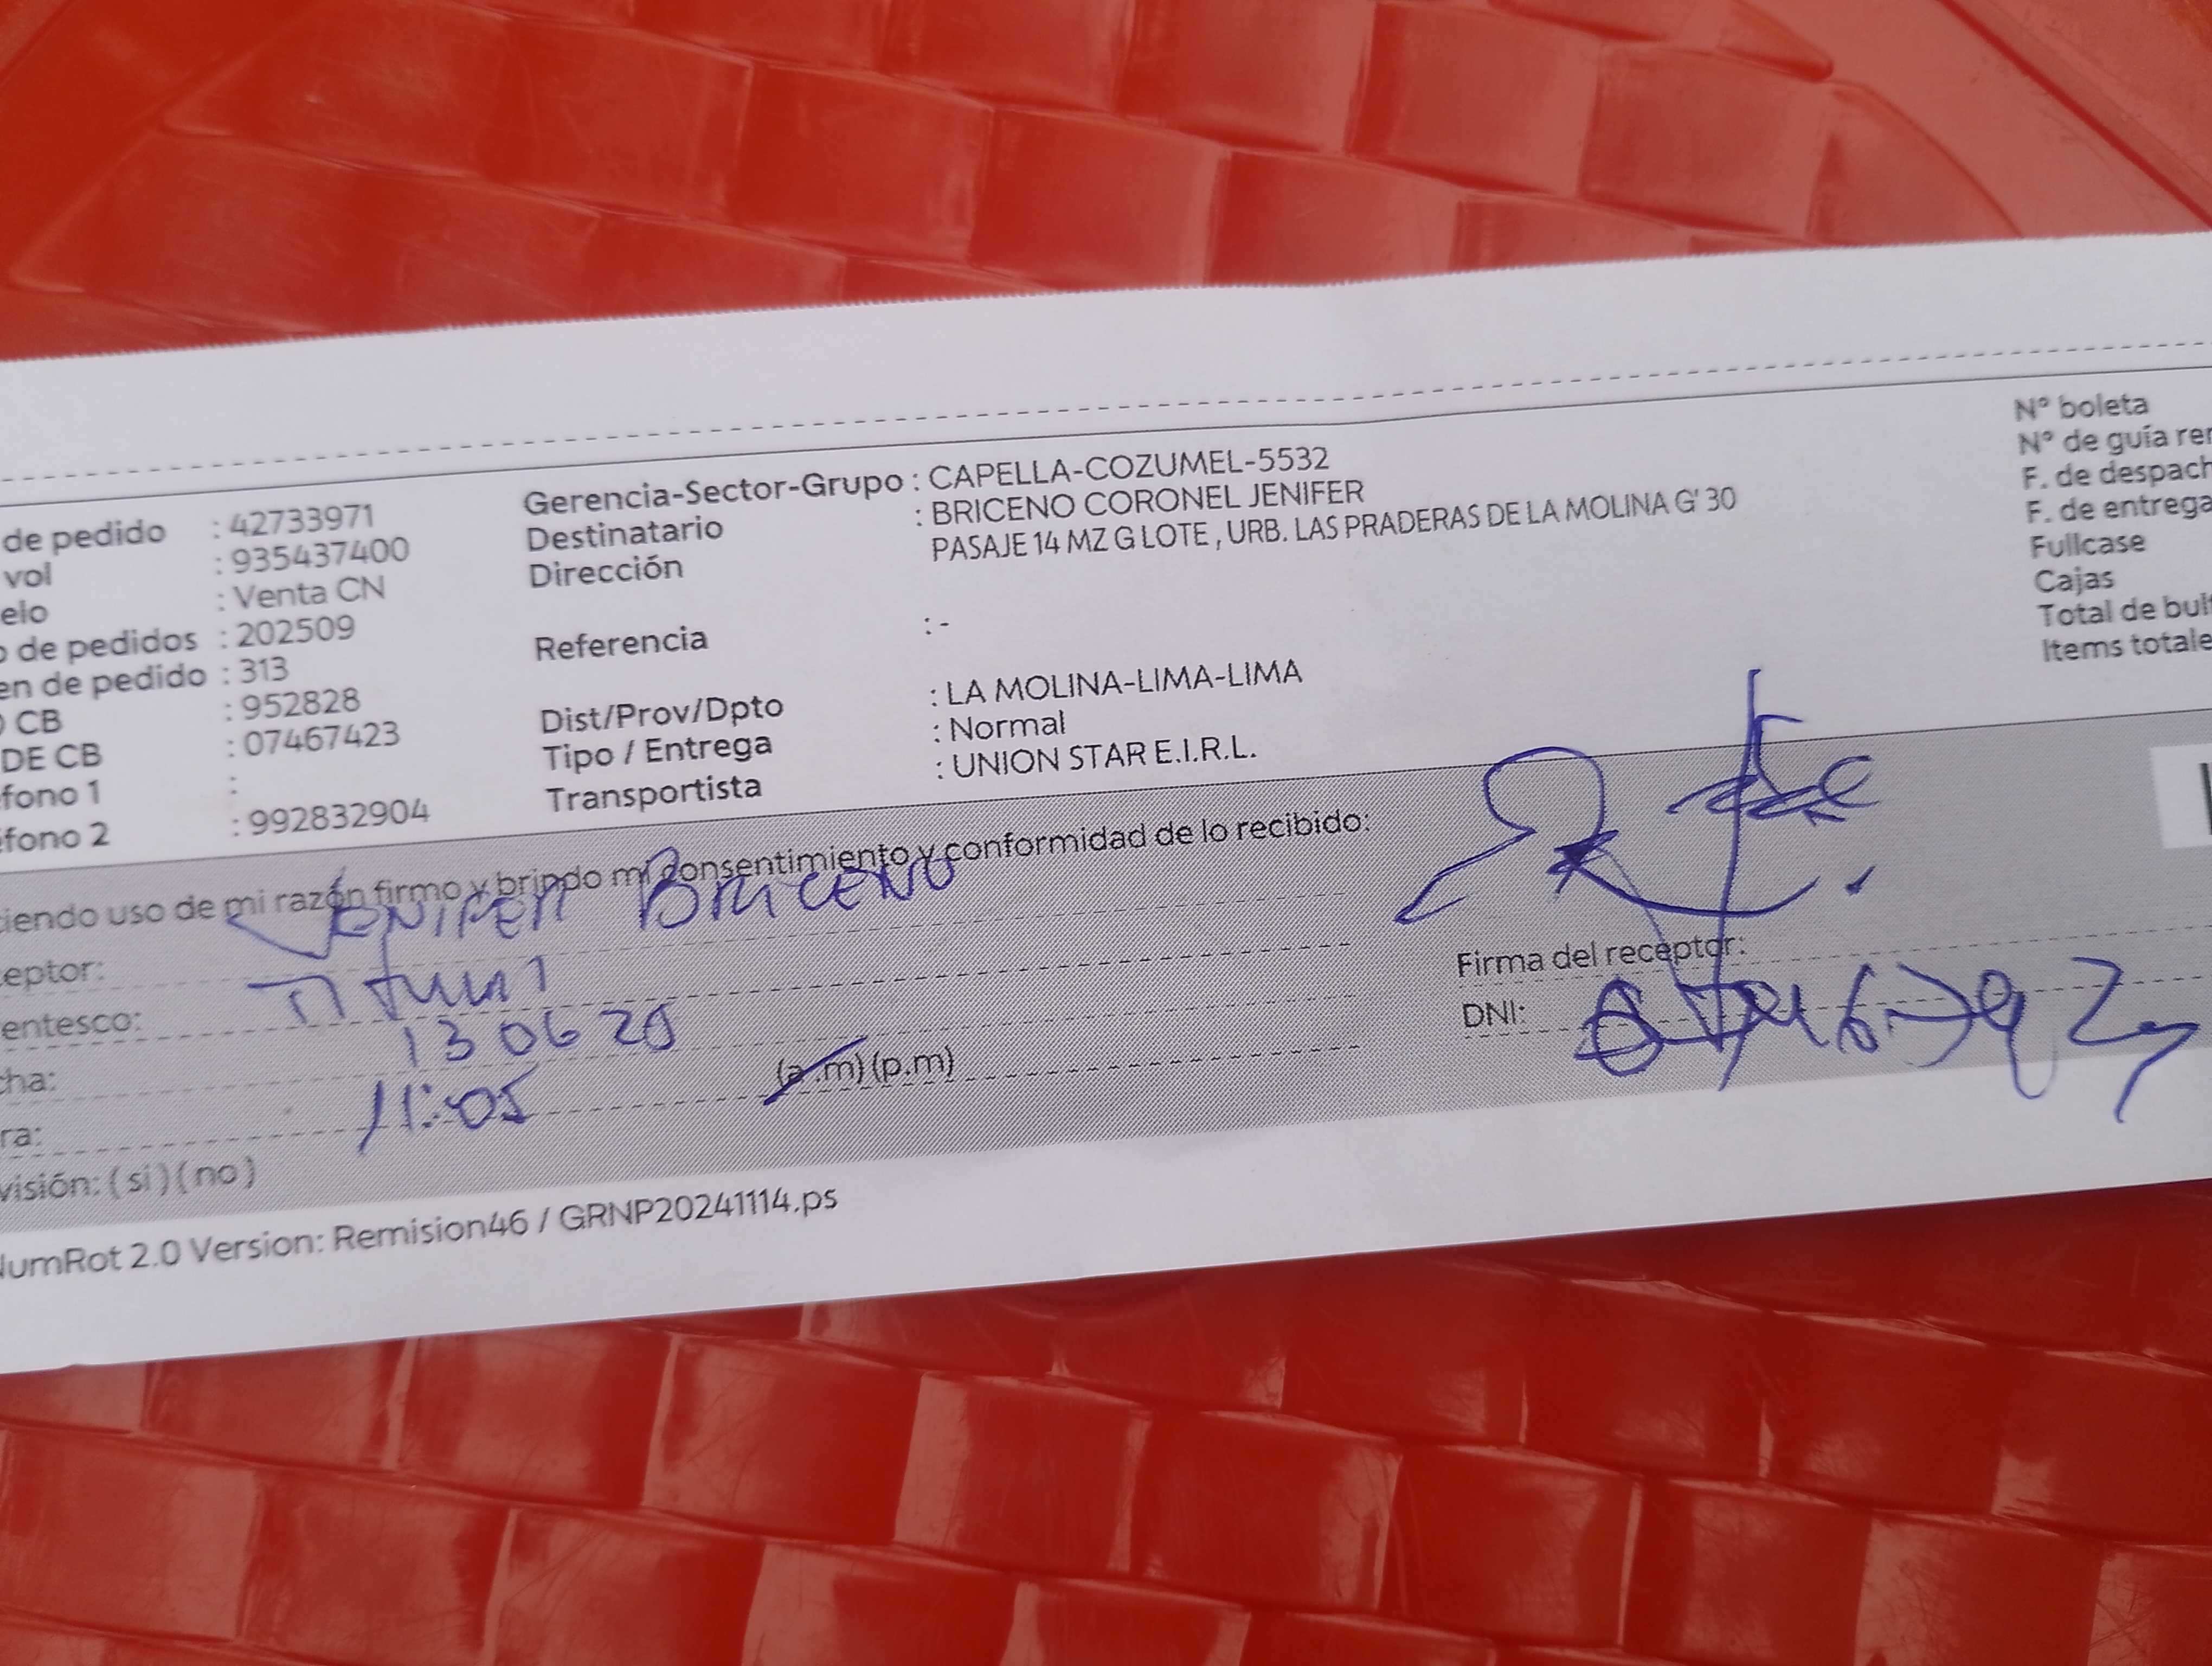 de pedido : 42733971
vol : 935437400
elo : Venta CN
o de pedidos : 202509
en de pedido : 313
O CB : 952828
DE CB : 07467423
fono 1 :
fono 2 : 992832904
Gerencia-Sector-Grupo : CAPELLA-COZUMEL-5532
Destinatario : BRICENO CORONEL JENIFER
Dirección PASAJE 14 MZ G LOTE , URB. LAS PRADERAS DE LA MOLINA G' 30
Referencia : -
Dist/Prov/Dpto : LA MOLINA-LIMA-LIMA
Tipo / Entrega : Normal
Transportista : UNION STAR E.I.R.L.
N° boleta
N° de guía rem
F. de despach
F. de entrega
Fullcase
Cajas
Total de bult
Items totale
iendo uso de mi razón firmo y brindo mi consentimiento y conformidad de lo recibido:
eptor: JENIFER BRICENO
entesco:
cha: 130625
ra: 11:05 (a.m) (p.m)
visión: ( si ) ( no )
Firma del receptor:
DNI:
NumRot 2.0 Version: Remision46 / GRNP20241114.ps